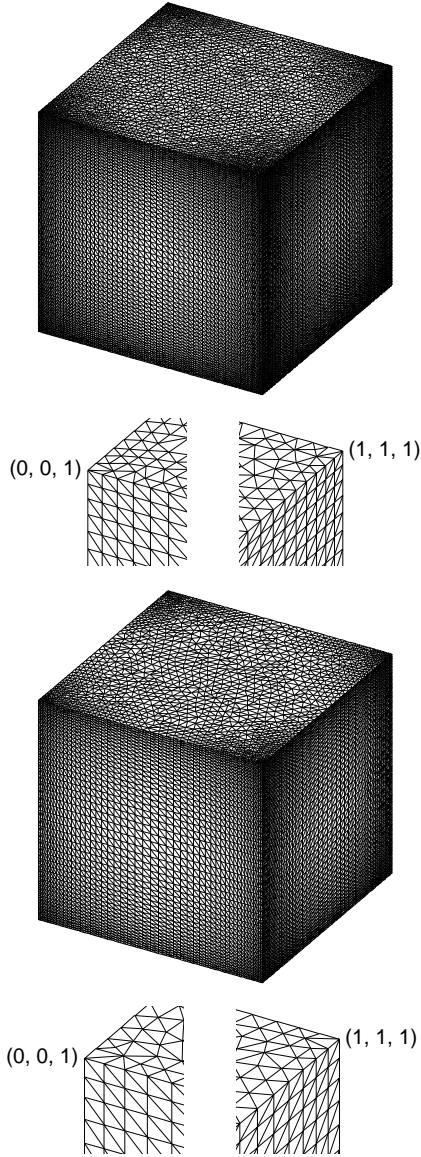 (0, 0, 1)
(1, 1, 1)
(0, 0, 1)
(1, 1, 1)